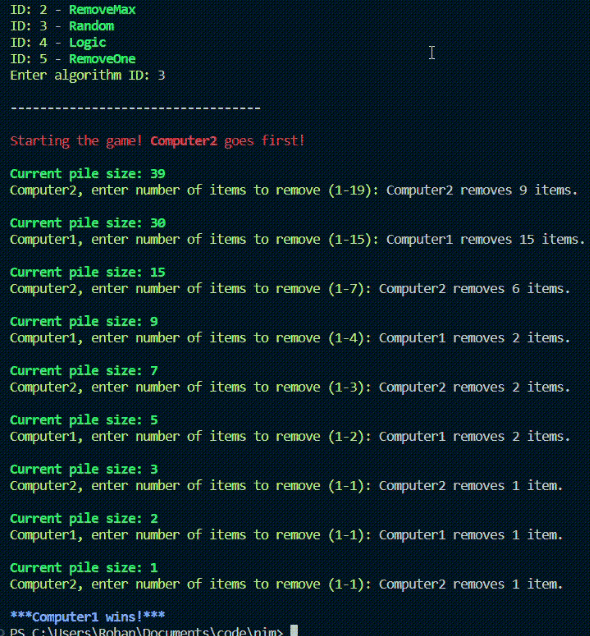 ID: 2 - RemoveMax
ID: 3 - Random
ID: 4 - Logic
ID: 5 - RemoveOne
Enter algorithm ID: 3
----------------------------------
Starting the game! Computer2 goes first!
Current pile size: 39
Computer2, enter number of items to remove (1-19): Computer2 removes 9 items.
Current pile size: 30
Computer1, enter number of items to remove (1-15): Computer1 removes 15 items.
Current pile size: 15
Computer2, enter number of items to remove (1-7): Computer2 removes 6 items.
Current pile size: 9
Computer1, enter number of items to remove (1-4): Computer1 removes 2 items.
Current pile size: 7
Computer2, enter number of items to remove (1-3): Computer2 removes 2 items.
Current pile size: 5
Computer1, enter number of items to remove (1-2): Computer1 removes 2 items.
Current pile size: 3
Computer2, enter number of items to remove (1-1): Computer2 removes 1 item.
Current pile size: 2
Computer1, enter number of items to remove (1-1): Computer1 removes 1 item.
Current pile size: 1
Computer2, enter number of items to remove (1-1): Computer2 removes 1 item.
***Computer1 wins!***
PS C:\Users\Rohan\Documents\code\nim>